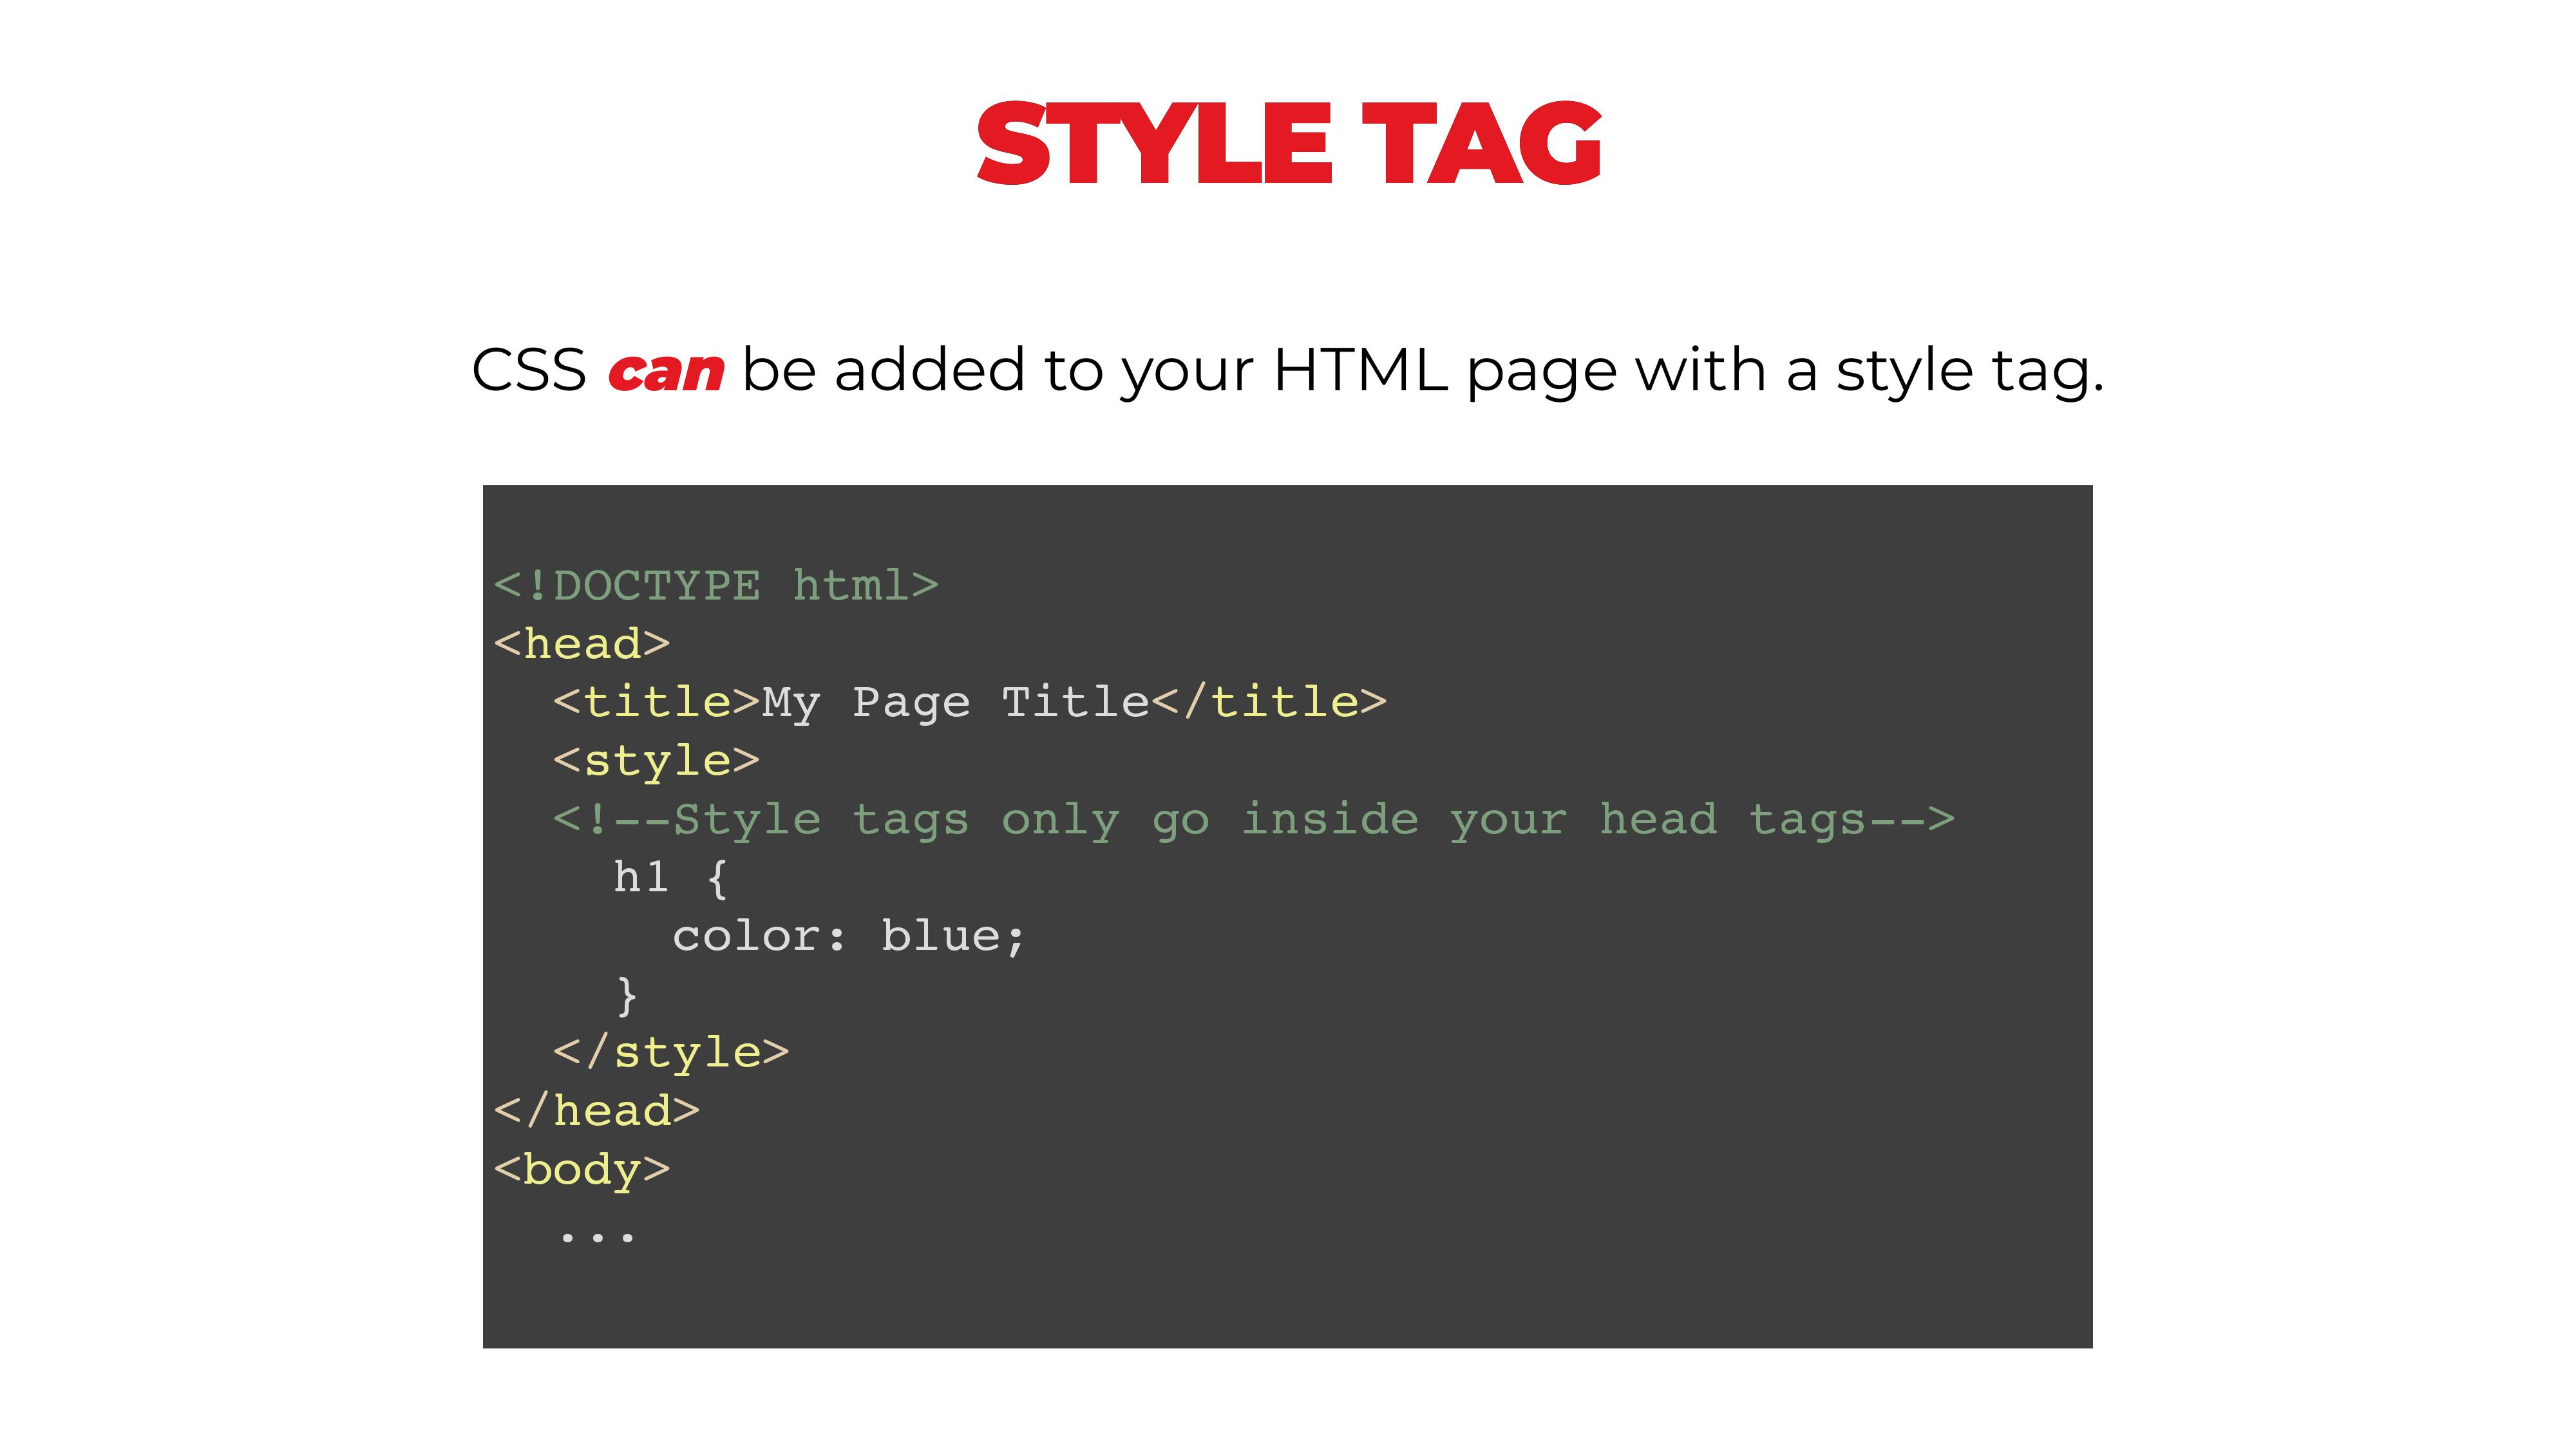 STYLE TAG
CSS can be added to your HTML page with a style tag.
<!DOCTYPE html>
<head>
  <title>My Page Title</title>
  <style>
  <!--Style tags only go inside your head tags-->
    h1 {
      color: blue;
    }
  </style>
</head>
<body>
  ...